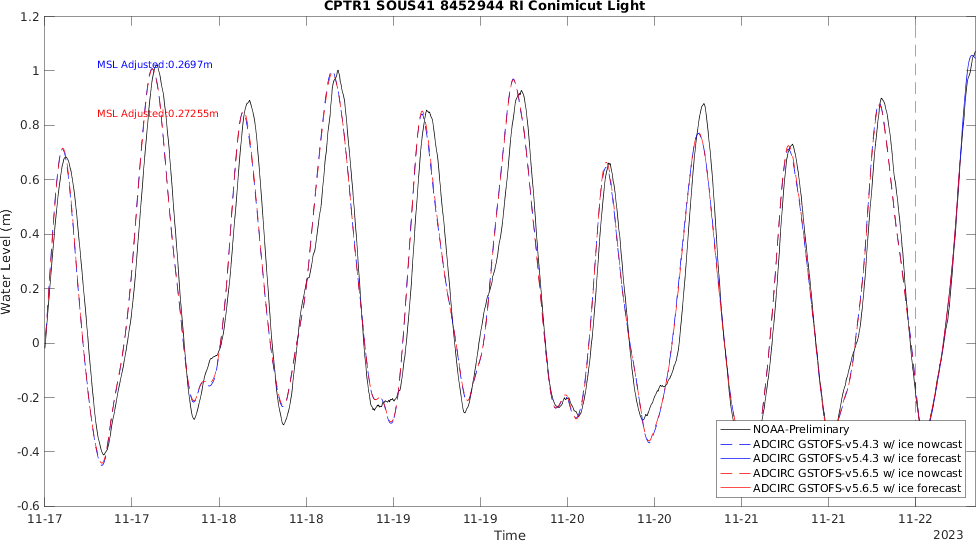 CPTR1 SOUS41 8452944 RI Conimicut Light
1.2
1
0.8
0.6
0.4
0.2
0
-0.2
-0.4
-0.6
Water Level (m)
MSL Adjusted:0.2697m
MSL Adjusted:0.27255m
NOAA-Preliminary
ADCIRC GSTOFS-v5.4.3 w/ ice nowcast
ADCIRC GSTOFS-v5.4.3 w/ ice forecast
ADCIRC GSTOFS-v5.6.5 w/ ice nowcast
ADCIRC GSTOFS-v5.6.5 w/ ice forecast
11-17 11-17 11-18 11-18 11-19 11-19 11-20 11-20 11-21 11-21 11-22
Time
2023